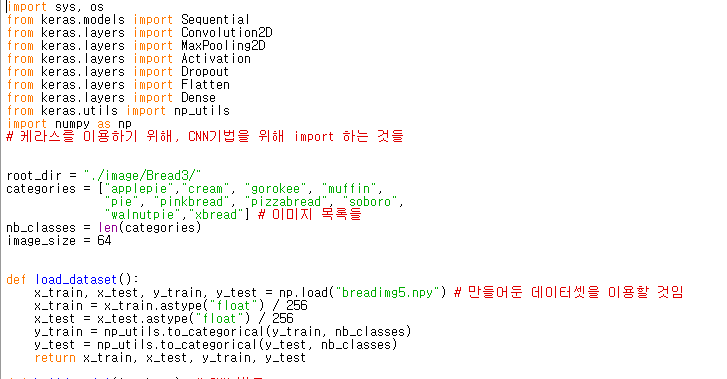 import sys, os
from keras.models import Sequential
from keras.layers import Convolution2D
from keras.layers import MaxPooling2D
from keras.layers import Activation
from keras.layers import Dropout
from keras.layers import Flatten
from keras.layers import Dense
from keras.utils import np_utils
import numpy as np
# 케라스를 이용하기 위해, CNN기법을 위해 import 하는 것들
root_dir = "./image/Bread3/"
categories = ["applepie","cream", "gorokee", "muffin",
"pie", "pinkbread", "pizzabread", "soboro",
"walnutpie","xbread"] # 이미지 목록들
nb_classes = len(categories)
image_size = 64
def load_dataset():
x_train, x_test, y_train, y_test = np.load("breadimg5.npy") # 만들어둔 데이터셋을 이용할 것임
x_train = x_train.astype("float") / 256
x_test = x_test.astype("float") / 256
y_train = np_utils.to_categorical(y_train, nb_classes)
y_test = np_utils.to_categorical(y_test, nb_classes)
return x_train, x_test, y_train, y_test